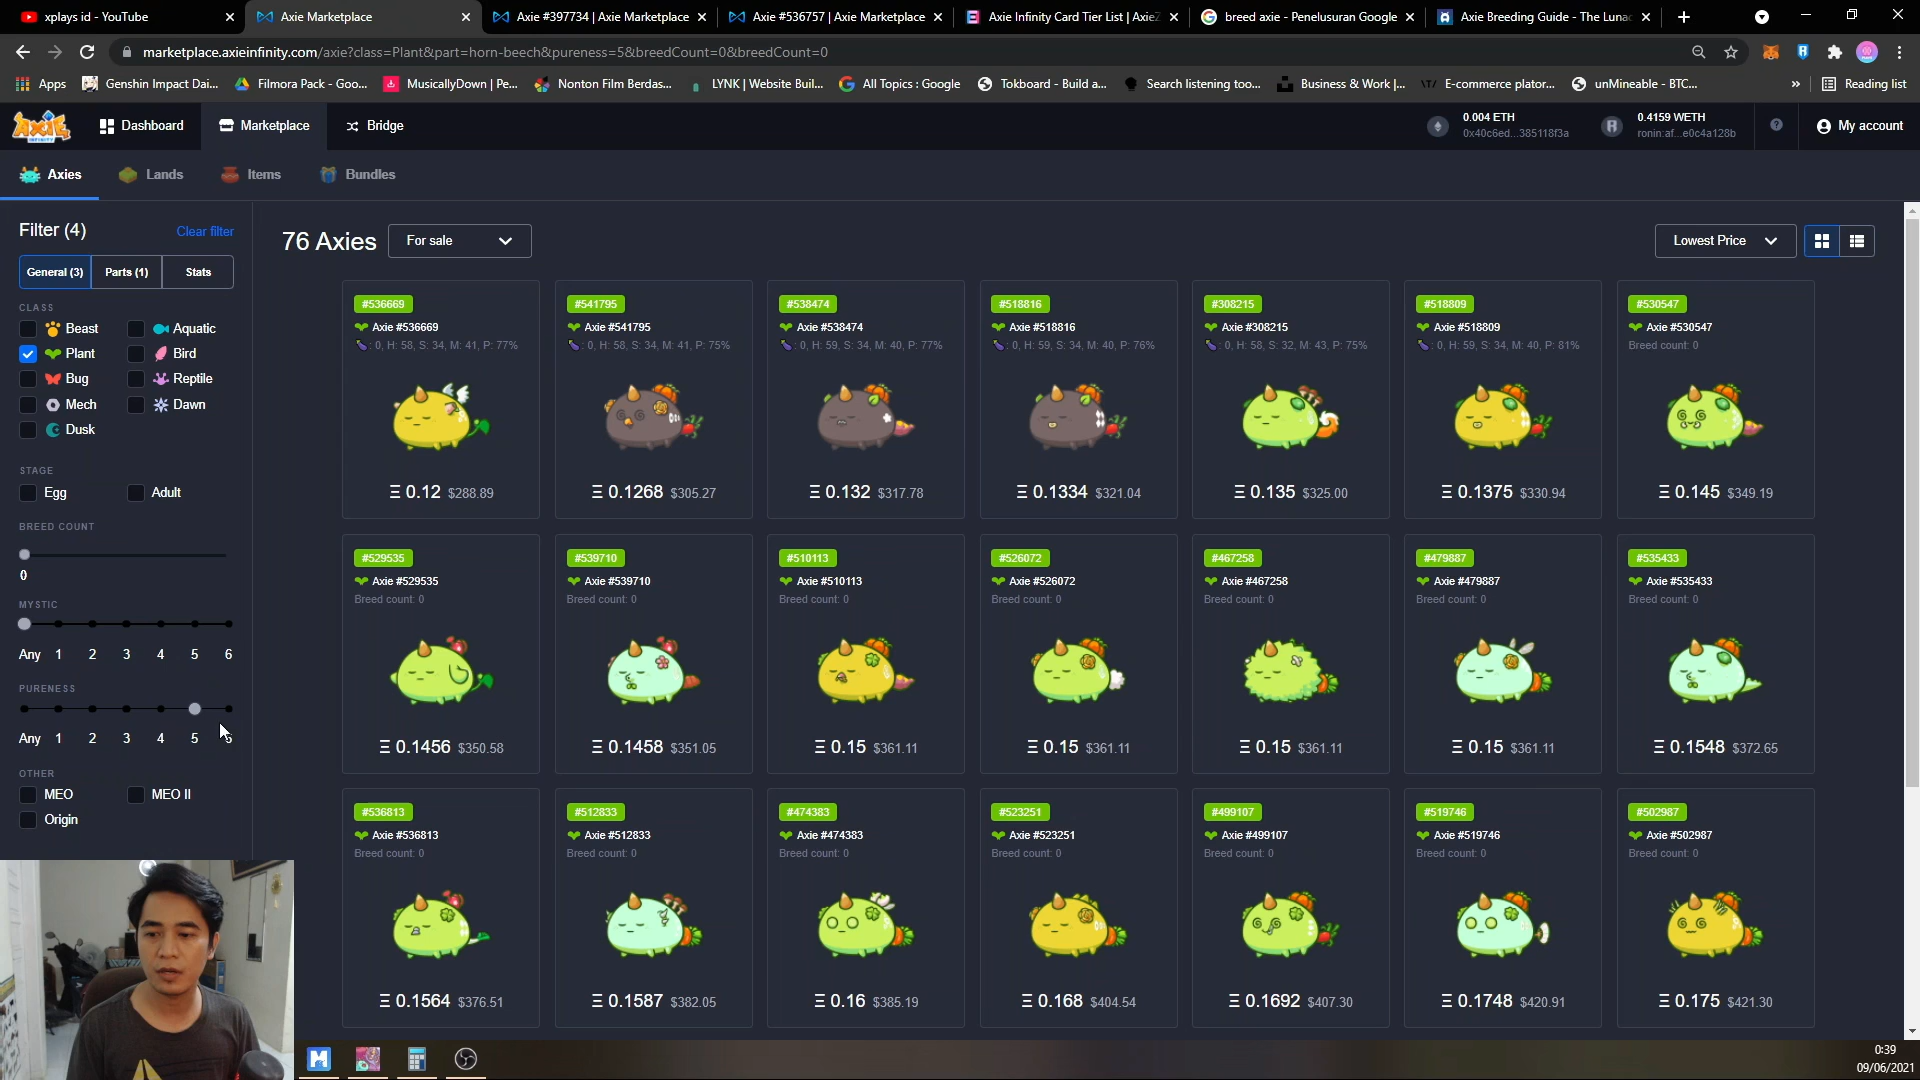 xplays id - YouTube
Axie Marketplace
Axie #397734 | Axie Marketplace
Axie #536757 | Axie Marketplace
Axie Infinity Card Tier List | AxieZ
breed axie - Penelusuran Google
Axie Breeding Guide - The Lunac
marketplace.axieinfinity.com/axie?class=Plant&part=horn-beech&pureness=5&breedCount=0&breedCount=0
Apps
Genshin Impact Dai...
Filmora Pack - Goo...
MusicallyDown | Pe...
Nonton Film Berdas...
LYNK | Website Buil...
All Topics : Google
Tokboard - Build a...
Search listening too...
Business & Work |...
E-commerce plator...
unMineable - BTC...
»
Reading list
AXIE
INFINITY
Dashboard
Marketplace
Bridge
0.004 ETH
0x40c6ed...385118f3a
0.4159 WETH
ronin:af...e0c4a128b
My account
Axies
Lands
Items
Bundles
Filter (4)
Clear filter
General (3)
Parts (1)
Stats
CLASS
Beast
Aquatic
Plant
Bird
Bug
Reptile
Mech
Dawn
Dusk
STAGE
Egg
Adult
BREED COUNT
0
MYSTIC
Any 1 2 3 4 5 6
PURENESS
Any 1 2 3 4 5 6
OTHER
MEO
MEO II
Origin
76 Axies
For sale
Lowest Price
#536669
Axie #536669
: 0, H: 58, S: 34, M: 41, P: 77%
Ξ 0.12 $288.89
#541795
Axie #541795
: 0, H: 58, S: 34, M: 41, P: 75%
Ξ 0.1268 $305.27
#538474
Axie #538474
: 0, H: 59, S: 34, M: 40, P: 77%
Ξ 0.132 $317.78
#518816
Axie #518816
: 0, H: 59, S: 34, M: 40, P: 76%
Ξ 0.1334 $321.04
#308215
Axie #308215
: 0, H: 58, S: 32, M: 43, P: 75%
Ξ 0.135 $325.00
#518809
Axie #518809
: 0, H: 59, S: 34, M: 40, P: 81%
Ξ 0.1375 $330.94
#530547
Axie #530547
Breed count: 0
Ξ 0.145 $349.19
#529535
Axie #529535
Breed count: 0
Ξ 0.1456 $350.58
#539710
Axie #539710
Breed count: 0
Ξ 0.1458 $351.05
#510113
Axie #510113
Breed count: 0
Ξ 0.15 $361.11
#526072
Axie #526072
Breed count: 0
Ξ 0.15 $361.11
#467258
Axie #467258
Breed count: 0
Ξ 0.15 $361.11
#479887
Axie #479887
Breed count: 0
Ξ 0.15 $361.11
#535433
Axie #535433
Breed count: 0
Ξ 0.1548 $372.65
#536813
Axie #536813
Breed count: 0
Ξ 0.1564 $376.51
#512833
Axie #512833
Breed count: 0
Ξ 0.1587 $382.05
#474383
Axie #474383
Breed count: 0
Ξ 0.16 $385.19
#523251
Axie #523251
Breed count: 0
Ξ 0.168 $404.54
#499107
Axie #499107
Breed count: 0
Ξ 0.1692 $407.30
#519746
Axie #519746
Breed count: 0
Ξ 0.1748 $420.91
#502987
Axie #502987
Breed count: 0
Ξ 0.175 $421.30
0:39
09/06/2021